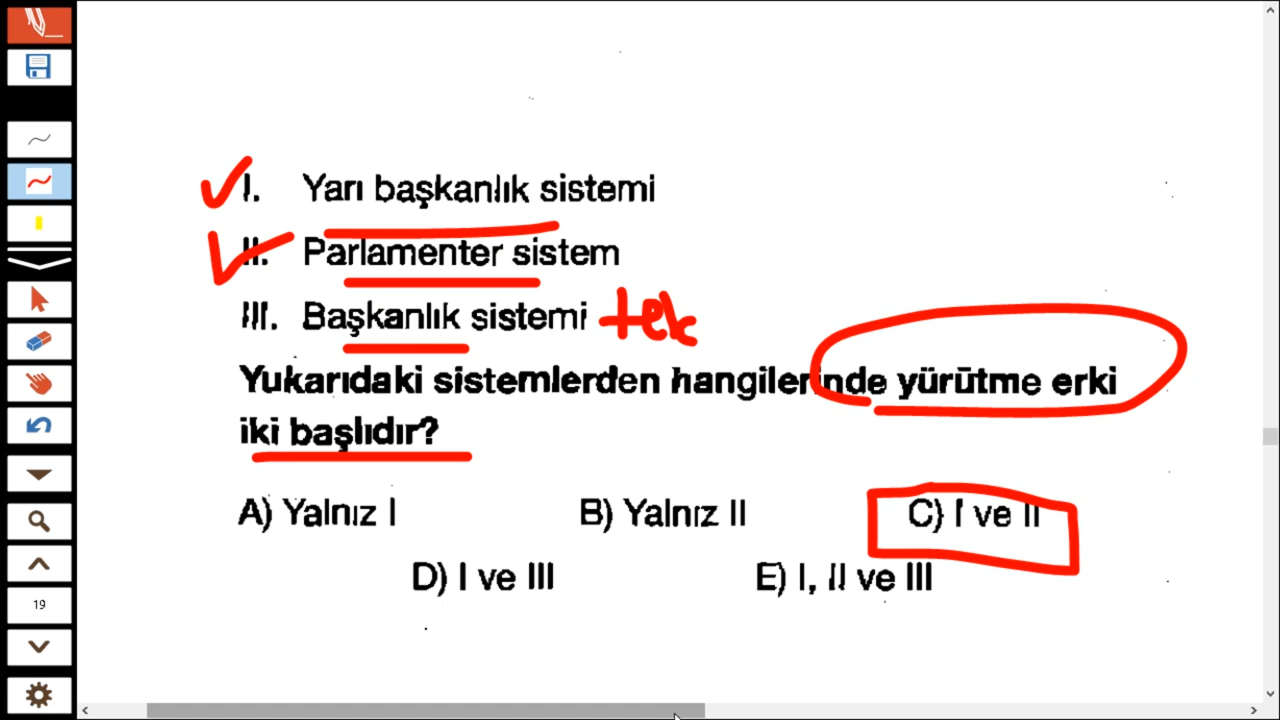 I. Yarı başkanlık sistemi
II. Parlamenter sistem
III. Başkanlık sistemi tek
Yukarıdaki sistemlerden hangilerinde yürütme erki
iki başlıdır?
A) Yalnız I B) Yalnız II C) I ve II
D) I ve III E) I, II ve III
19